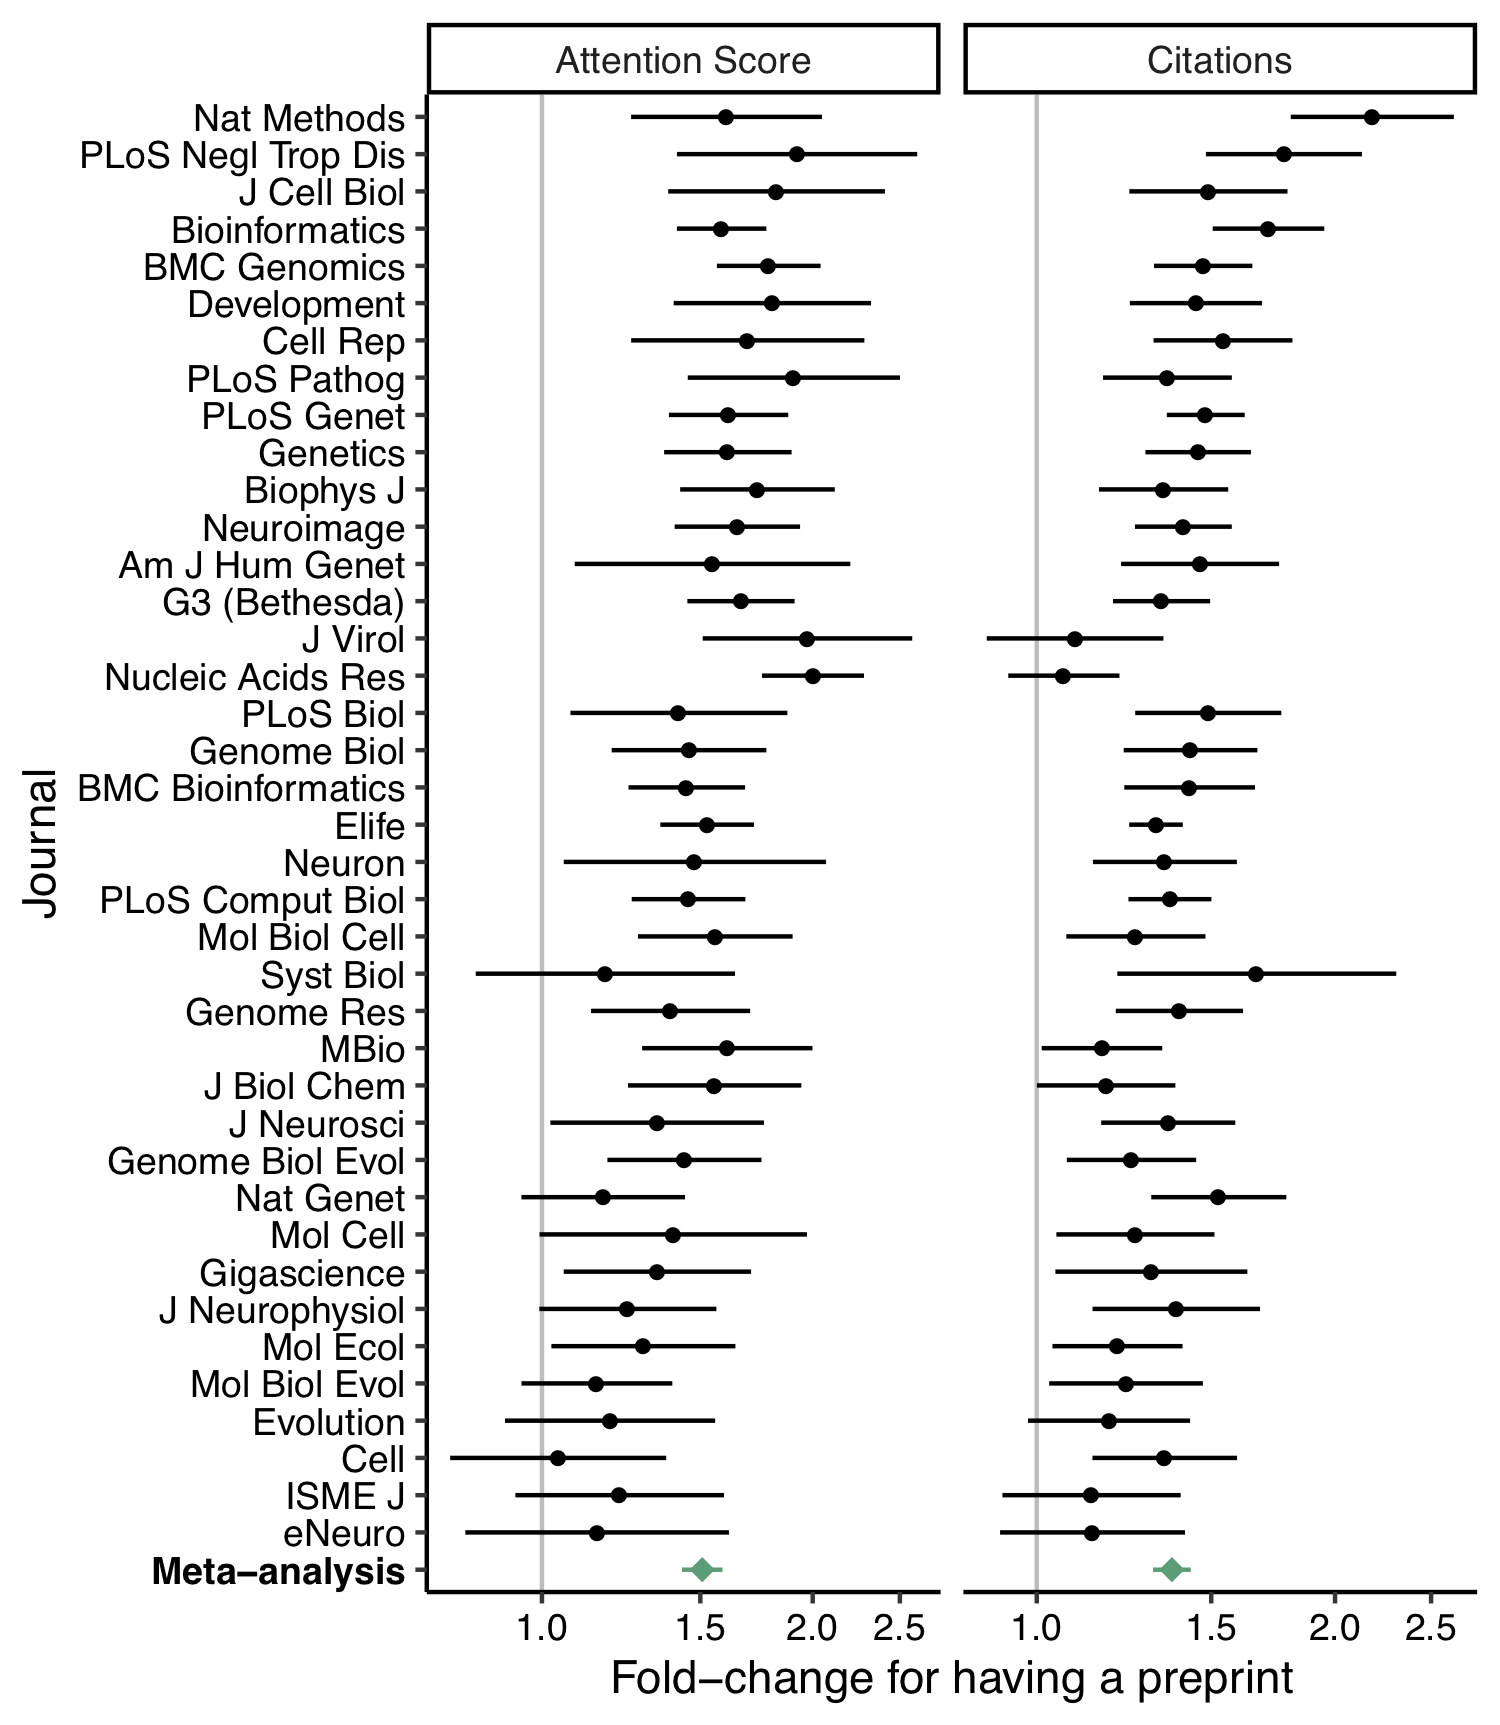 Attention Score
Citations
Nat Methods
PLoS Negl Trop Dis
J Cell Biol
Bioinformatics
BMC Genomics
Development
Cell Rep
PLoS Pathog
PLoS Genet
Genetics
Biophys J
Neuroimage
Am J Hum Genet
G3 (Bethesda)
J Virol
Nucleic Acids Res
PLoS Biol
Genome Biol
BMC Bioinformatics
Elife
Neuron
PLoS Comput Biol
Mol Biol Cell
Syst Biol
Genome Res
MBio
J Biol Chem
J Neurosci
Genome Biol Evol
Nat Genet
Mol Cell
Gigascience
J Neurophysiol
Mol Ecol
Mol Biol Evol
Evolution
Cell
ISME J
eNeuro
Meta−analysis
Journal
1.0 1.5 2.0 2.5
1.0 1.5 2.0 2.5
Fold−change for having a preprint